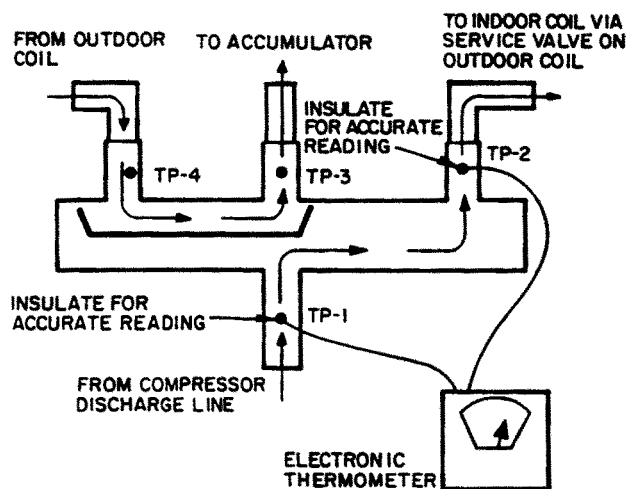 FROM OUTDOOR
COIL
TO ACCUMULATOR
TO INDOOR COIL VIA
SERVICE VALVE ON
OUTDOOR COIL
INSULATE
FOR ACCURATE
READING
TP-4
TP-3
TP-2
INSULATE FOR
ACCURATE READING
TP-1
FROM COMPRESSOR
DISCHARGE LINE
ELECTRONIC
THERMOMETER